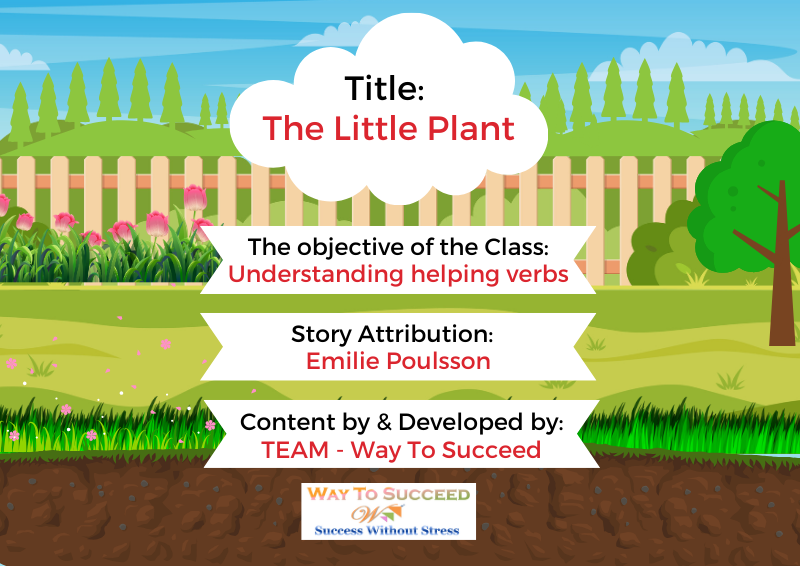 Title:
The Little Plant
The objective of the Class:
Understanding helping verbs
Story Attribution:
Emilie Poulsson
Content by & Developed by:
TEAM - Way To Succeed
WAY TO SUCCEED
W
Success Without Stress